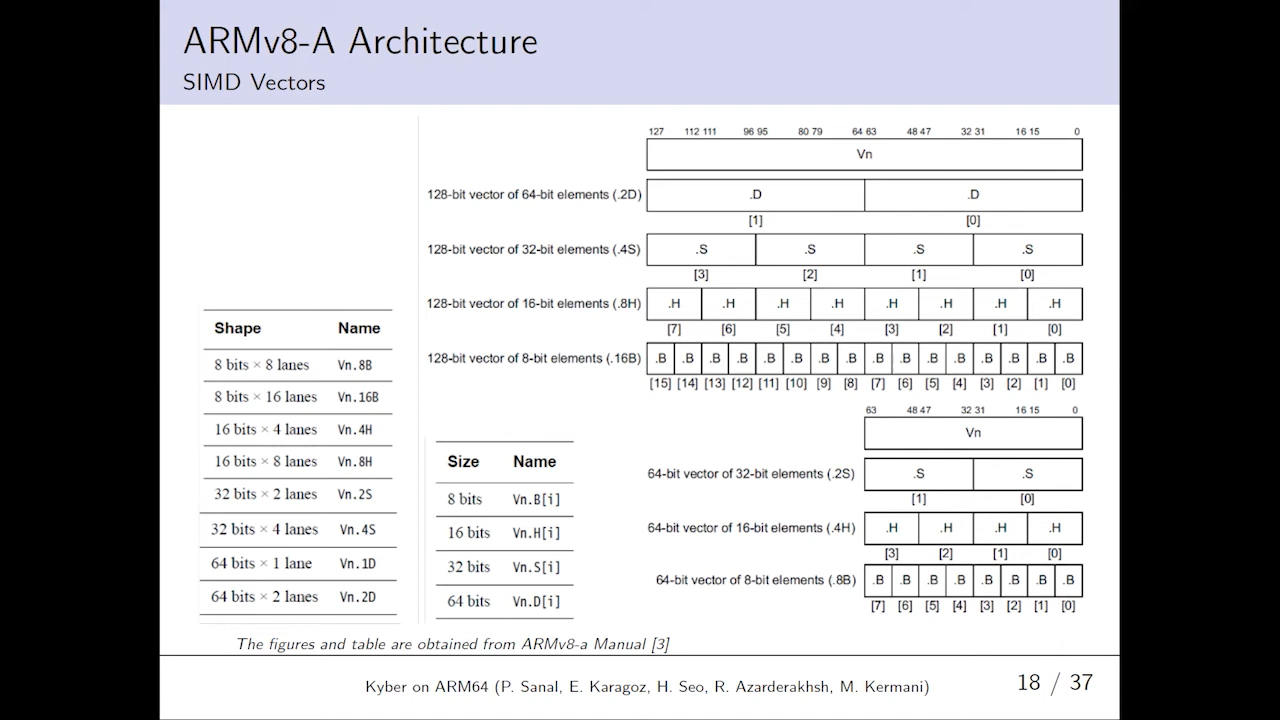 ARMv8-A Architecture
SIMD Vectors
127 112 111 96 95 80 79 64 63 48 47 32 31 16 15 0
Vn
128-bit vector of 64-bit elements (.2D) .D .D
[1] [0]
128-bit vector of 32-bit elements (.4S) .S .S .S .S
[3] [2] [1] [0]
128-bit vector of 16-bit elements (.8H) .H .H .H .H .H .H .H .H
[7] [6] [5] [4] [3] [2] [1] [0]
128-bit vector of 8-bit elements (.16B) .B .B .B .B .B .B .B .B .B .B .B .B .B .B .B .B
[15] [14] [13] [12] [11] [10] [9] [8] [7] [6] [5] [4] [3] [2] [1] [0]
63 48 47 32 31 16 15 0
Vn
64-bit vector of 32-bit elements (.2S) .S .S
[1] [0]
64-bit vector of 16-bit elements (.4H) .H .H .H .H
[3] [2] [1] [0]
64-bit vector of 8-bit elements (.8B) .B .B .B .B .B .B .B .B
[7] [6] [5] [4] [3] [2] [1] [0]
Shape Name
8 bits × 8 lanes Vn.8B
8 bits × 16 lanes Vn.16B
16 bits × 4 lanes Vn.4H
16 bits × 8 lanes Vn.8H
32 bits × 2 lanes Vn.2S
32 bits × 4 lanes Vn.4S
64 bits × 1 lane Vn.1D
64 bits × 2 lanes Vn.2D
Size Name
8 bits Vn.B[i]
16 bits Vn.H[i]
32 bits Vn.S[i]
64 bits Vn.D[i]
The figures and table are obtained from ARMv8-a Manual [3]
Kyber on ARM64 (P. Sanal, E. Karagoz, H. Seo, R. Azarderakhsh, M. Kermani)
18 / 37